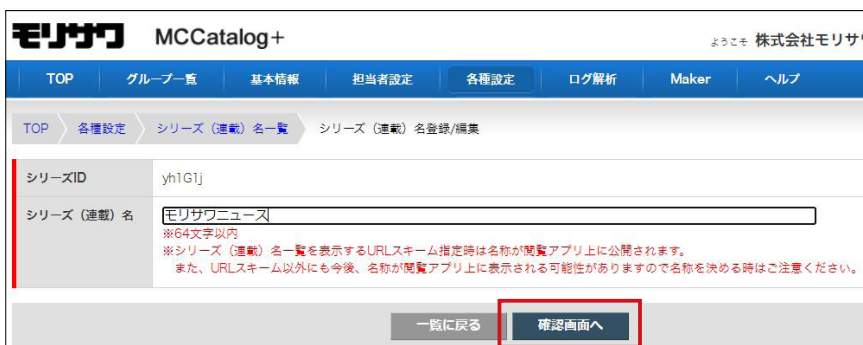 モリサワ MCCatalog+ ようこそ 株式会社モリサワ
TOP グループ一覧 基本情報 担当者設定 各種設定 ログ解析 Maker ヘルプ
TOP 各種設定 シリーズ（連載）名一覧 シリーズ（連載）名登録/編集
シリーズID yh1G1j
シリーズ（連載）名 モリサワニュース
※64文字以内
※シリーズ（連載）名一覧を表示するURLスキーム指定時は名称が閲覧アプリ上に公開されます。
また、URLスキーム以外にも今後、名称が閲覧アプリ上に表示される可能性がありますので名称を決める時はご注意ください。
一覧に戻る 確認画面へ